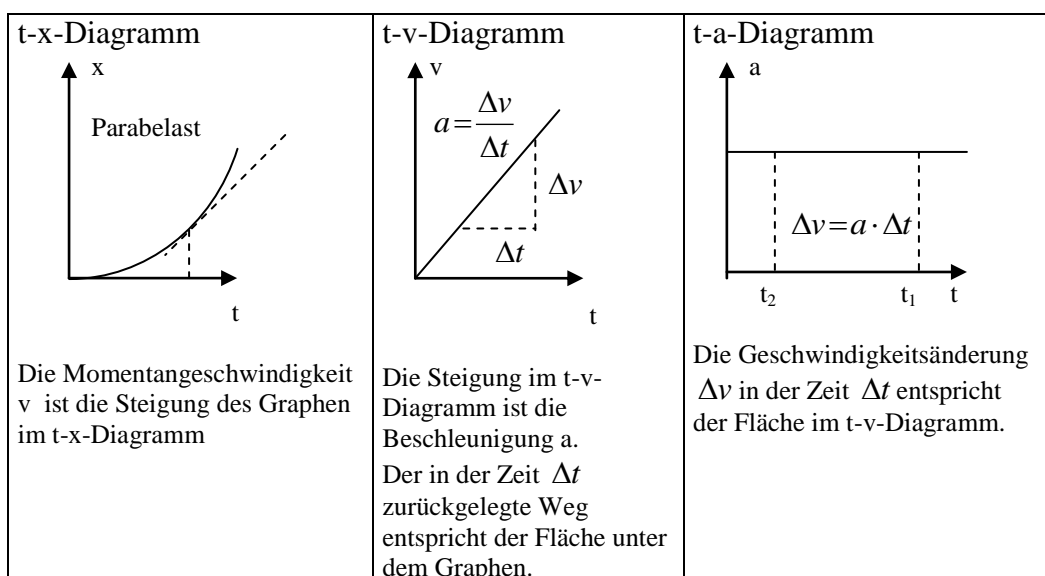 t-x-Diagramm
x
Parabelast
t
Die Momentangeschwindigkeit
v ist die Steigung des Graphen
im t-x-Diagramm
t-v-Diagramm
v
a = Δv/Δt
Δv
Δt
t
Die Steigung im t-v-
Diagramm ist die
Beschleunigung a.
Der in der Zeit Δt
zurückgelegte Weg
entspricht der Fläche unter
dem Graphen.
t-a-Diagramm
a
Δv = a · Δt
t₂ t₁ t
Die Geschwindigkeitsänderung
Δv in der Zeit Δt entspricht
der Fläche im t-v-Diagramm.